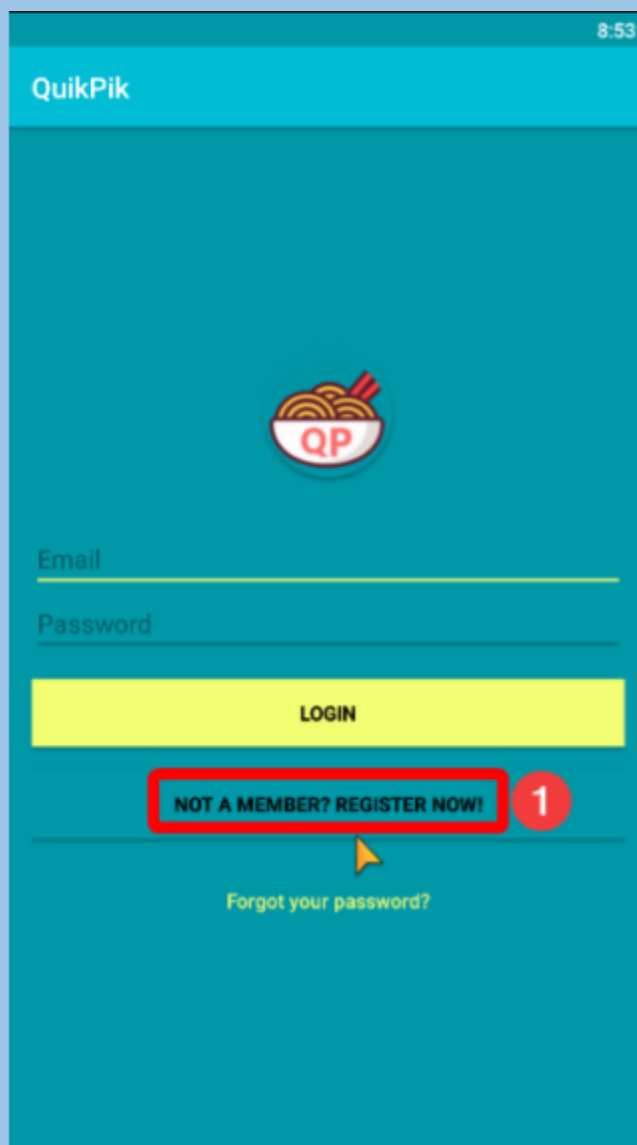 8:53
QuikPik
QP
Email
Password
LOGIN
NOT A MEMBER? REGISTER NOW!
1
Forgot your password?